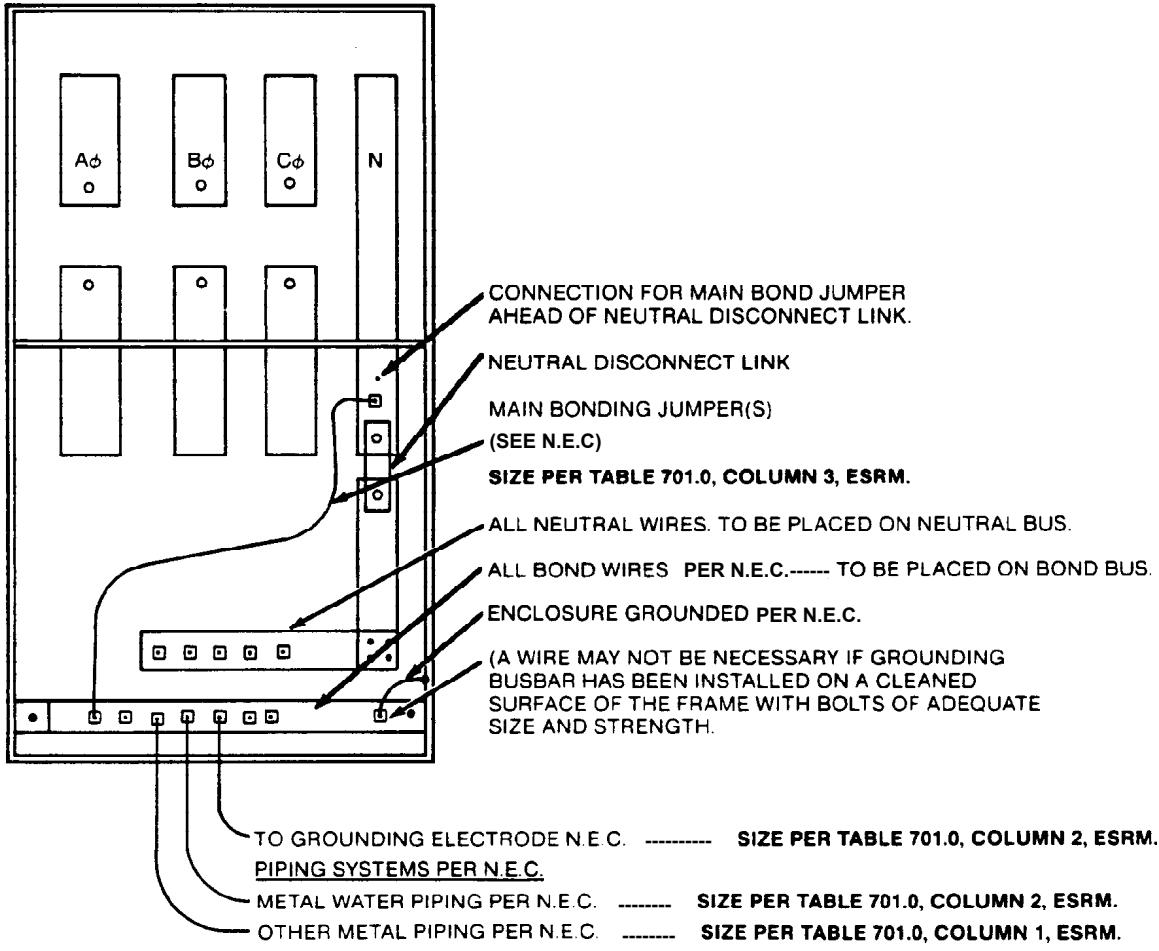 Aϕ Bϕ Cϕ N
CONNECTION FOR MAIN BOND JUMPER
AHEAD OF NEUTRAL DISCONNECT LINK.
NEUTRAL DISCONNECT LINK
MAIN BONDING JUMPER(S)
(SEE N.E.C)
SIZE PER TABLE 701.0, COLUMN 3, ESRM.
ALL NEUTRAL WIRES. TO BE PLACED ON NEUTRAL BUS.
ALL BOND WIRES PER N.E.C.------ TO BE PLACED ON BOND BUS.
ENCLOSURE GROUNDED PER N.E.C.
(A WIRE MAY NOT BE NECESSARY IF GROUNDING
BUSBAR HAS BEEN INSTALLED ON A CLEANED
SURFACE OF THE FRAME WITH BOLTS OF ADEQUATE
SIZE AND STRENGTH.
TO GROUNDING ELECTRODE N.E.C. ---------- SIZE PER TABLE 701.0, COLUMN 2, ESRM.
PIPING SYSTEMS PER N.E.C.
METAL WATER PIPING PER N.E.C. -------- SIZE PER TABLE 701.0, COLUMN 2, ESRM.
OTHER METAL PIPING PER N.E.C. -------- SIZE PER TABLE 701.0, COLUMN 1, ESRM.